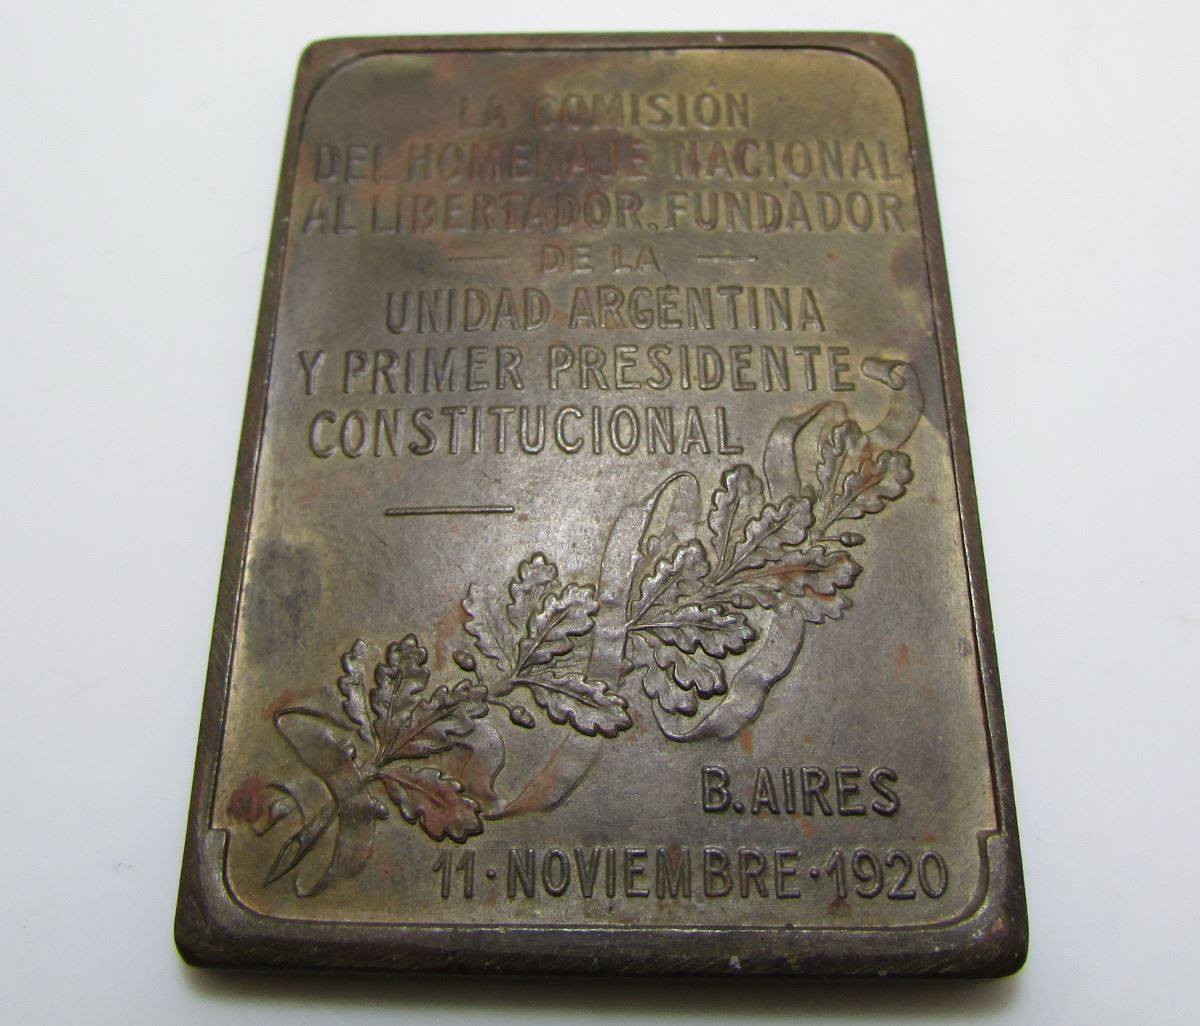 LA COMISIÓN
DEL HOMENAJE NACIONAL
AL LIBERTADOR, FUNDADOR
DE LA
UNIDAD ARGENTINA
Y PRIMER PRESIDENTE
CONSTITUCIONAL
B. AIRES
11·NOVIEMBRE·1920